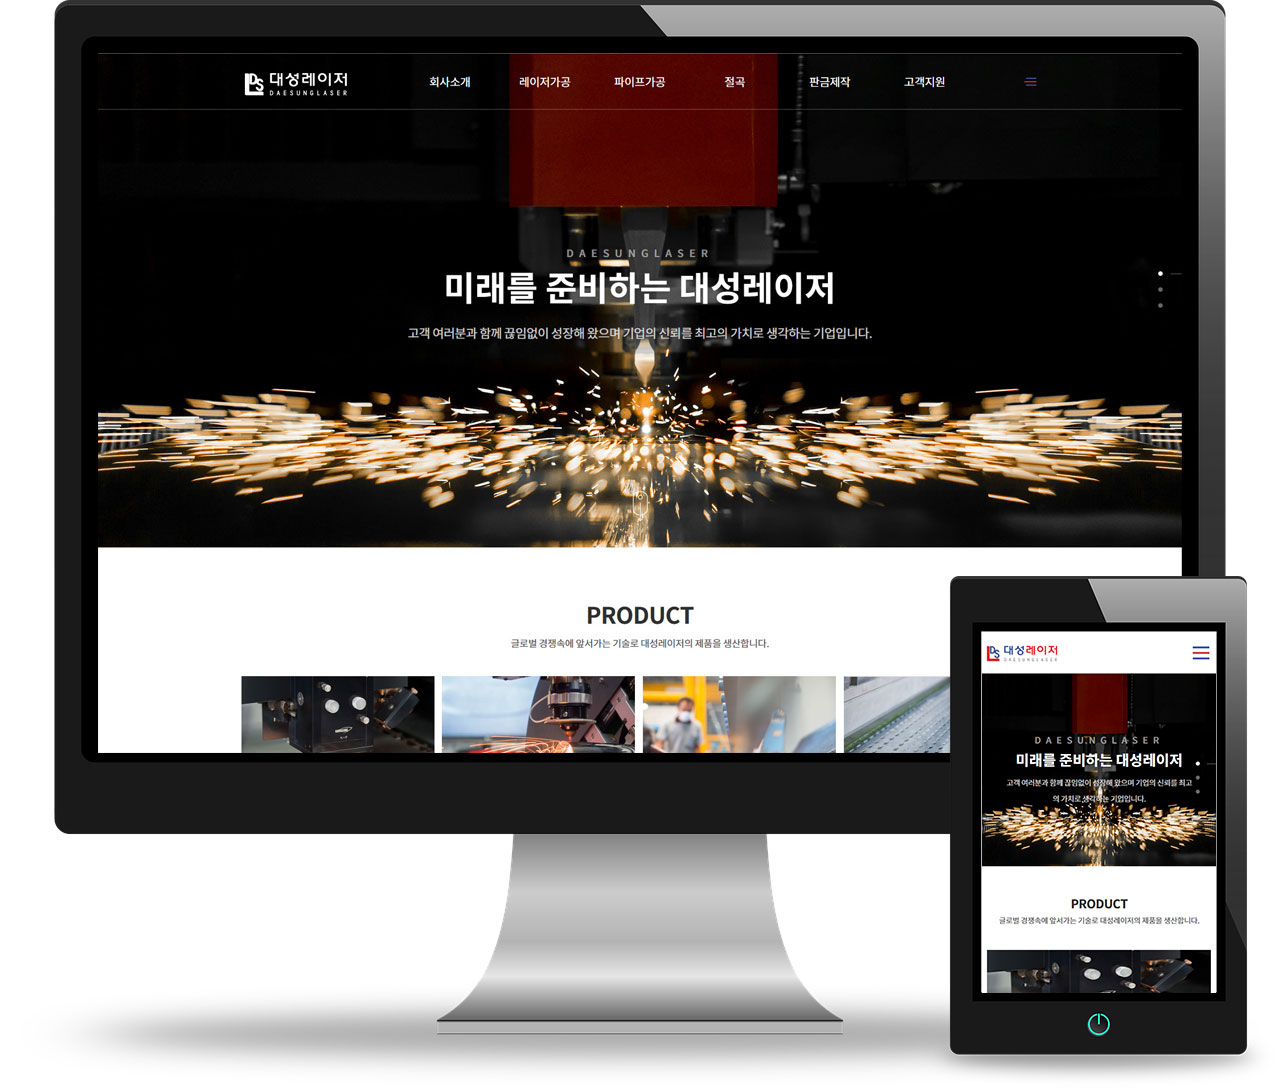 대성레이저
DAESUNGLASER
회사소개 레이저가공 파이프가공 절곡 판금제작 고객지원
DAESUNGLASER
미래를 준비하는 대성레이저
고객 여러분과 함께 끊임없이 성장해 왔으며 기업의 신뢰를 최고의 가치로 생각하는 기업입니다.
PRODUCT
글로벌 경쟁속에 앞서가는 기술로 대성레이저의 제품을 생산합니다.
대성레이저
DAESUNGLASER
DAESUNGLASER
미래를 준비하는 대성레이저
고객 여러분과 함께 끊임없이 성장해 왔으며 기업의 신뢰를 최고
의 가치로 생각하는 기업입니다.
PRODUCT
글로벌 경쟁속에 앞서가는 기술로 대성레이저의 제품을 생산합니다.